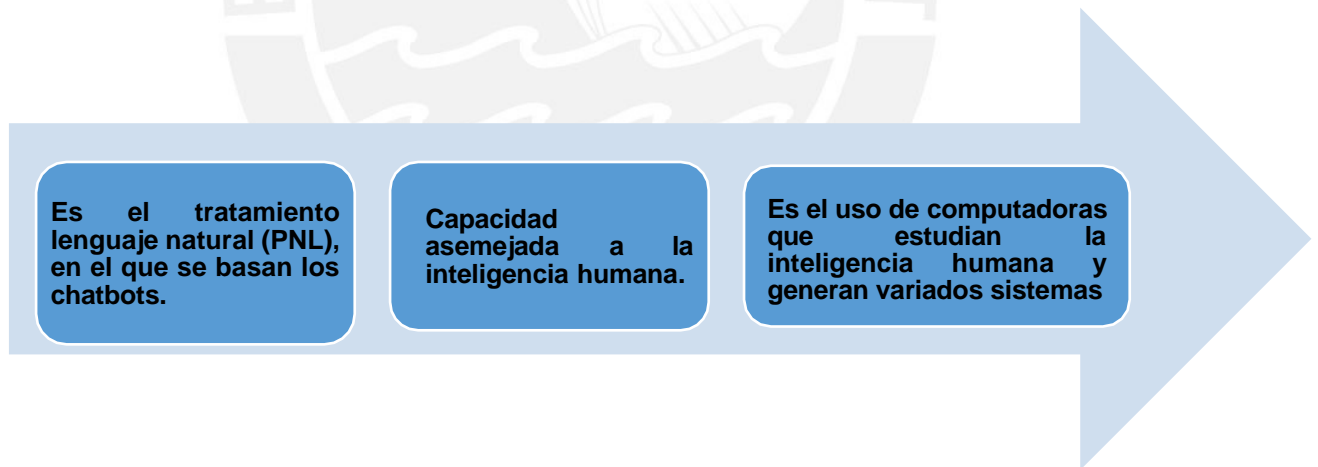 Es el tratamiento
lenguaje natural (PNL),
en el que se basan los
chatbots.
Capacidad
asemejada a la
inteligencia humana.
Es el uso de computadoras
que estudian la
inteligencia humana y
generan variados sistemas